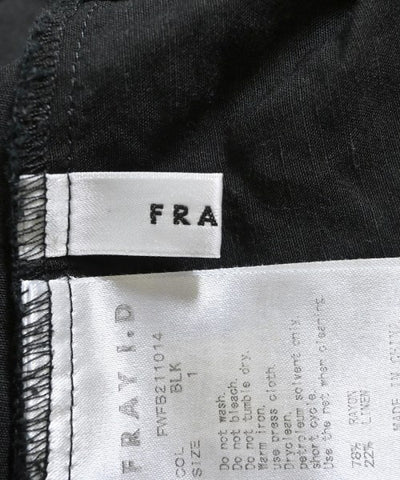 FRA
FRAY I.D
FWFB211014
COL BLK
SIZE 1
Do not wash.
Do not bleach.
Do not tumble dry.
Warm iron.
use press cloth.
Dryclean.
petroleum solvent only
short cycle.
Use the net when cleaning.
78% RAYON
22% LINEN
MADE IN CHINA